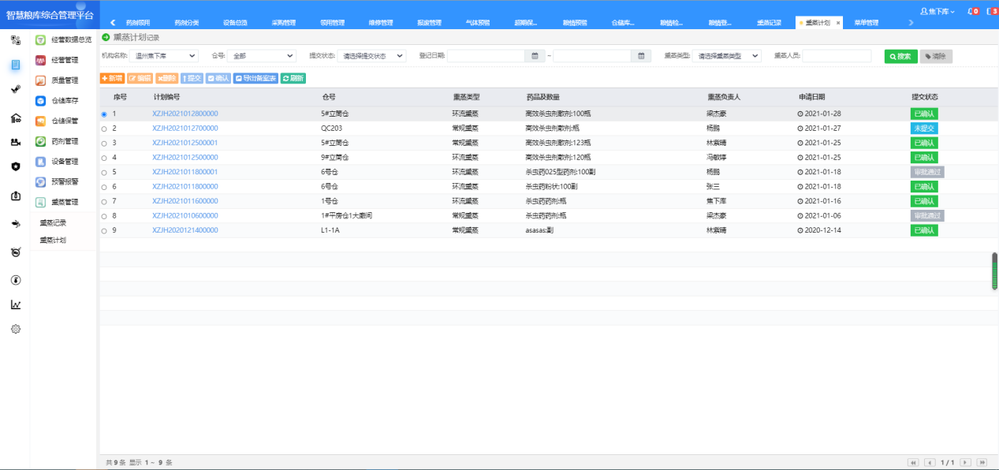 智慧粮库综合管理平台
焦下库
0
3
药剂领用 药剂分类 设备总览 采购管理 领用管理 维修管理 报废管理 气体预警 超期保... 粮情预警 仓储库... 粮情检... 粮情登... 熏蒸记录 熏蒸计划 × 菜单管理
经营数据总览
经营管理
质量管理
仓储库存
仓储保管
药剂管理
设备管理
预警报警
熏蒸管理
熏蒸记录
熏蒸计划
熏蒸计划记录
机构名称: 温州焦下库 仓号: 全部 提交状态: 请选择提交状态 登记日期: ~ 熏蒸类型: 请选择熏蒸类型 熏蒸人员: 搜索 清除
新增 编辑 删除 提交 确认 导出备案表 刷新
序号 计划编号 仓号 熏蒸类型 药品及数量 熏蒸负责人 申请日期 提交状态
1 XZJH2021012800000 5#立筒仓 环流熏蒸 高效杀虫剂敷剂:100瓶 梁杰豪 2021-01-28 已确认
2 XZJH2021012700000 QC203 常规熏蒸 高效杀虫剂敷剂:瓶 杨鹏 2021-01-27 未提交
3 XZJH2021012500001 5#立筒仓 常规熏蒸 高效杀虫剂敷剂:123瓶 林紫晴 2021-01-25 已确认
4 XZJH2021012500000 9#立筒仓 环流熏蒸 高效杀虫剂敷剂:120瓶 冯敏婷 2021-01-25 已确认
5 XZJH2021011800001 6号仓 环流熏蒸 杀虫药025型药剂:100副 杨鹏 2021-01-18 审批通过
6 XZJH2021011800000 6号仓 环流熏蒸 杀虫药粉状:100副 张三 2021-01-18 已确认
7 XZJH2021011600000 1号仓 环流熏蒸 杀虫药药剂:瓶 焦下库 2021-01-16 已确认
8 XZJH2021010600000 1#平房仓1大廒间 常规熏蒸 杀虫药药剂:瓶 梁杰豪 2021-01-06 审批通过
9 XZJH2020121400000 L1-1A 常规熏蒸 asasas:副 林紫晴 2020-12-14 已确认
共 9 条 显示 1 ~ 9 条
1 / 1